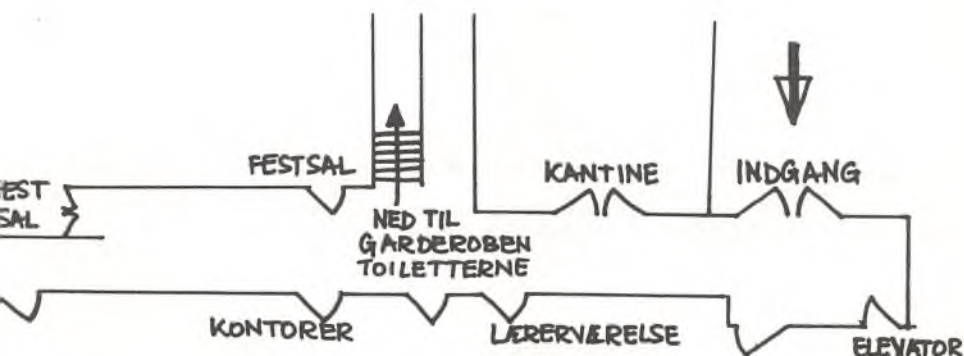 FESTSAL
KANTINE
INDGANG
FEST
SAL
NED TIL
GARDEROBEN
TOILETTERNE
KONTORER
LÆRERVÆRELSE
ELEVATOR